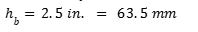 h_b = 2.5 in. = 63.5 mm